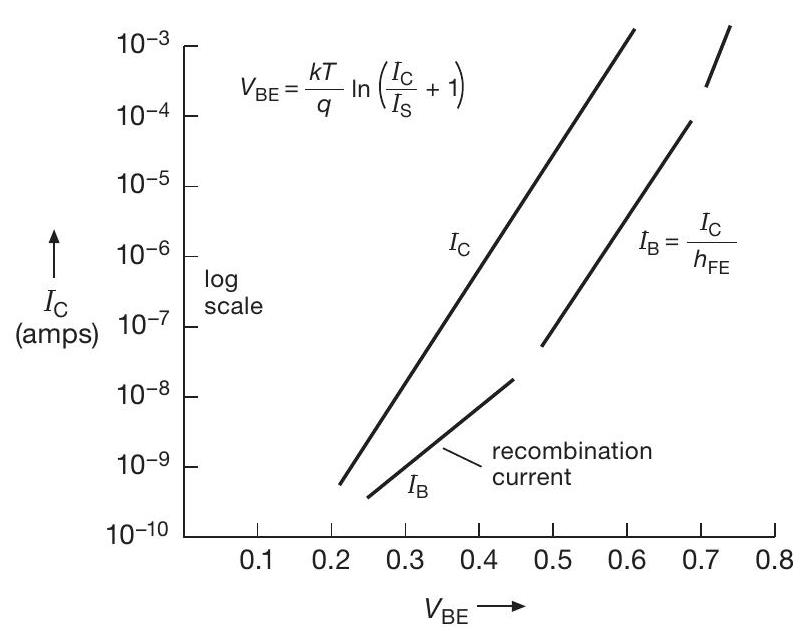 10⁻³
V_BE = kT/q ln (I_C/I_S + 1)
10⁻⁴
10⁻⁵
I_C
I_B = I_C/h_FE
10⁻⁶
log
scale
I_C
(amps)
10⁻⁷
10⁻⁸
recombination
current
10⁻⁹
I_B
10⁻¹⁰
0.1 0.2 0.3 0.4 0.5 0.6 0.7 0.8
V_BE